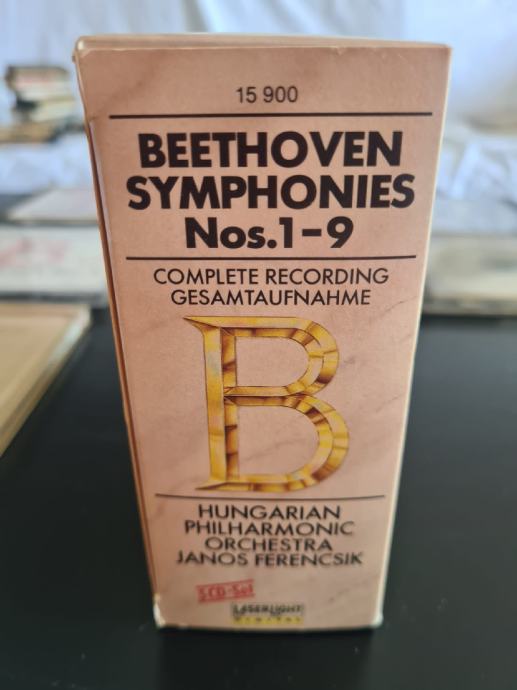 15 900
BEETHOVEN
SYMPHONIES
Nos.1-9
COMPLETE RECORDING
GESAMTAUFNAHME
B
HUNGARIAN
PHILHARMONIC
ORCHESTRA
JANOS FERENCSIK
5 CD-Set
LASERLIGHT
DIGITAL